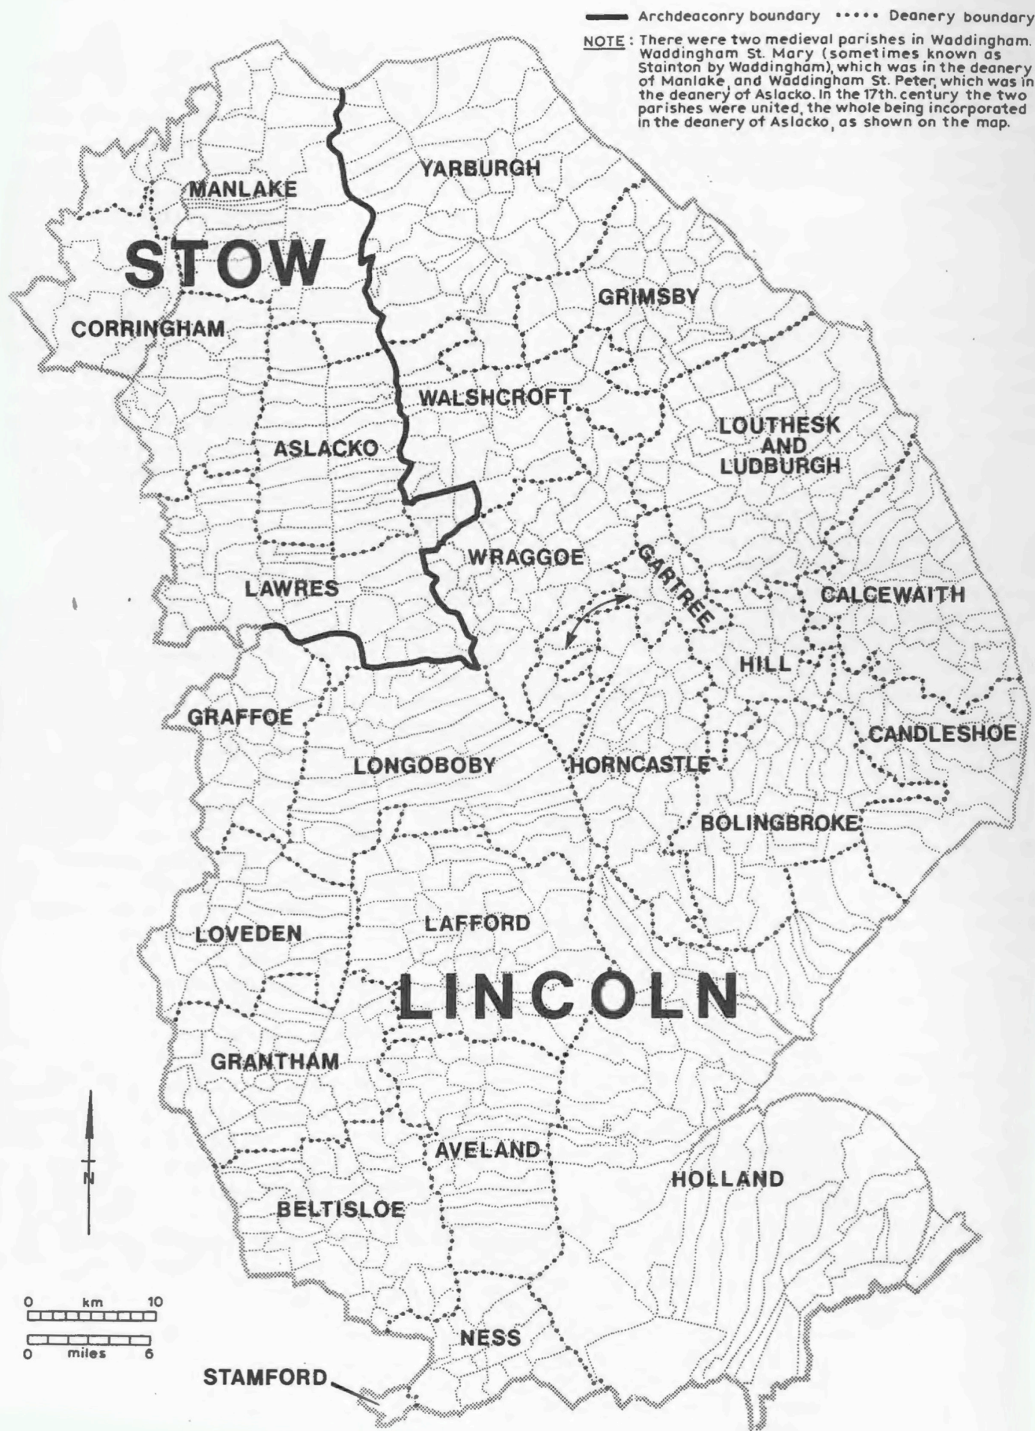 Archdeaconry boundary ••••• Deanery boundary
NOTE : There were two medieval parishes in Waddingham.
Waddingham St. Mary (sometimes known as
Stainton by Waddingham), which was in the deanery
of Manlake, and Waddingham St. Peter, which was in
the deanery of Aslacko. In the 17th. century the two
parishes were united, the whole being incorporated
in the deanery of Aslacko, as shown on the map.
YARBURGH
MANLAKE
STOW
GRIMSBY
CORRINGHAM
WALSHCROFT
LOUTHESK
AND
LUDBURGH
ASLACKO
WRAGGOE
GARTREE
LAWRES
CALCEWAITH
HILL
GRAFFOE
CANDLESHOE
LONGOBOBY
HORNCASTLE
BOLINGBROKE
LAFFORD
LOVEDEN
LINCOLN
GRANTHAM
AVELAND
HOLLAND
N
BELTISLOE
0 km 10
NESS
0 miles 6
STAMFORD